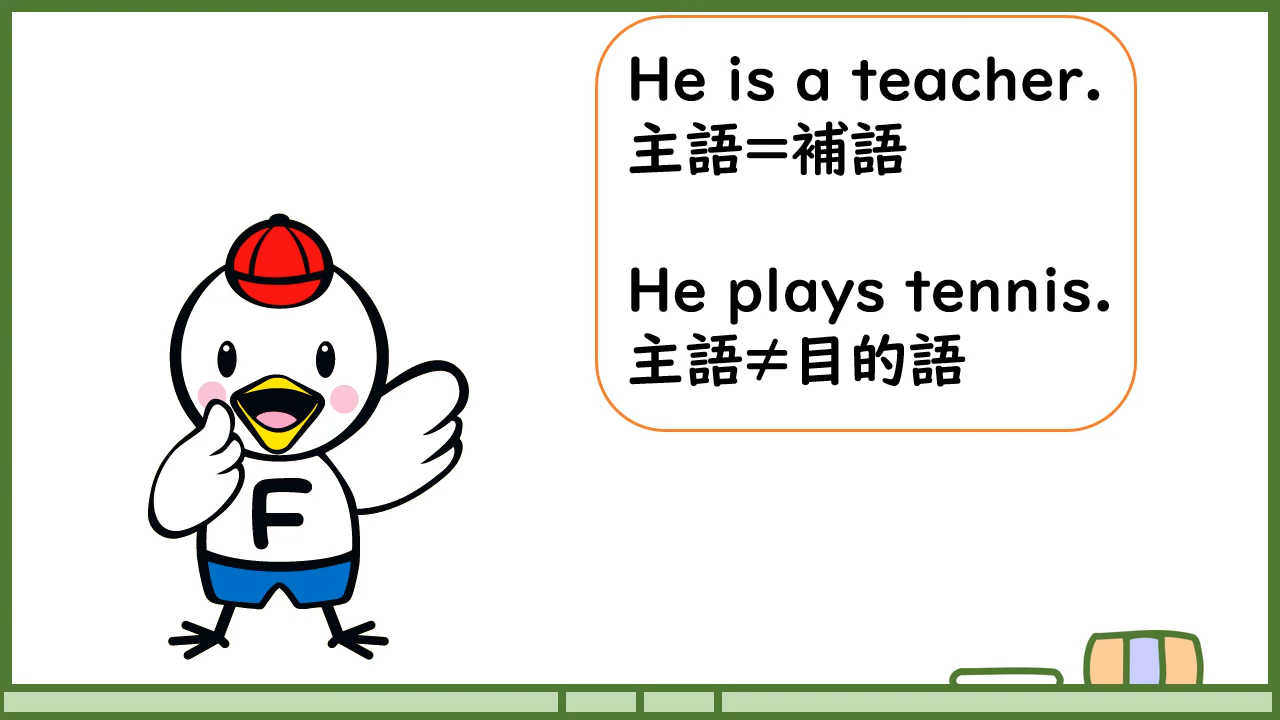 He is a teacher.
主語=補語
He plays tennis.
主語≠目的語
F